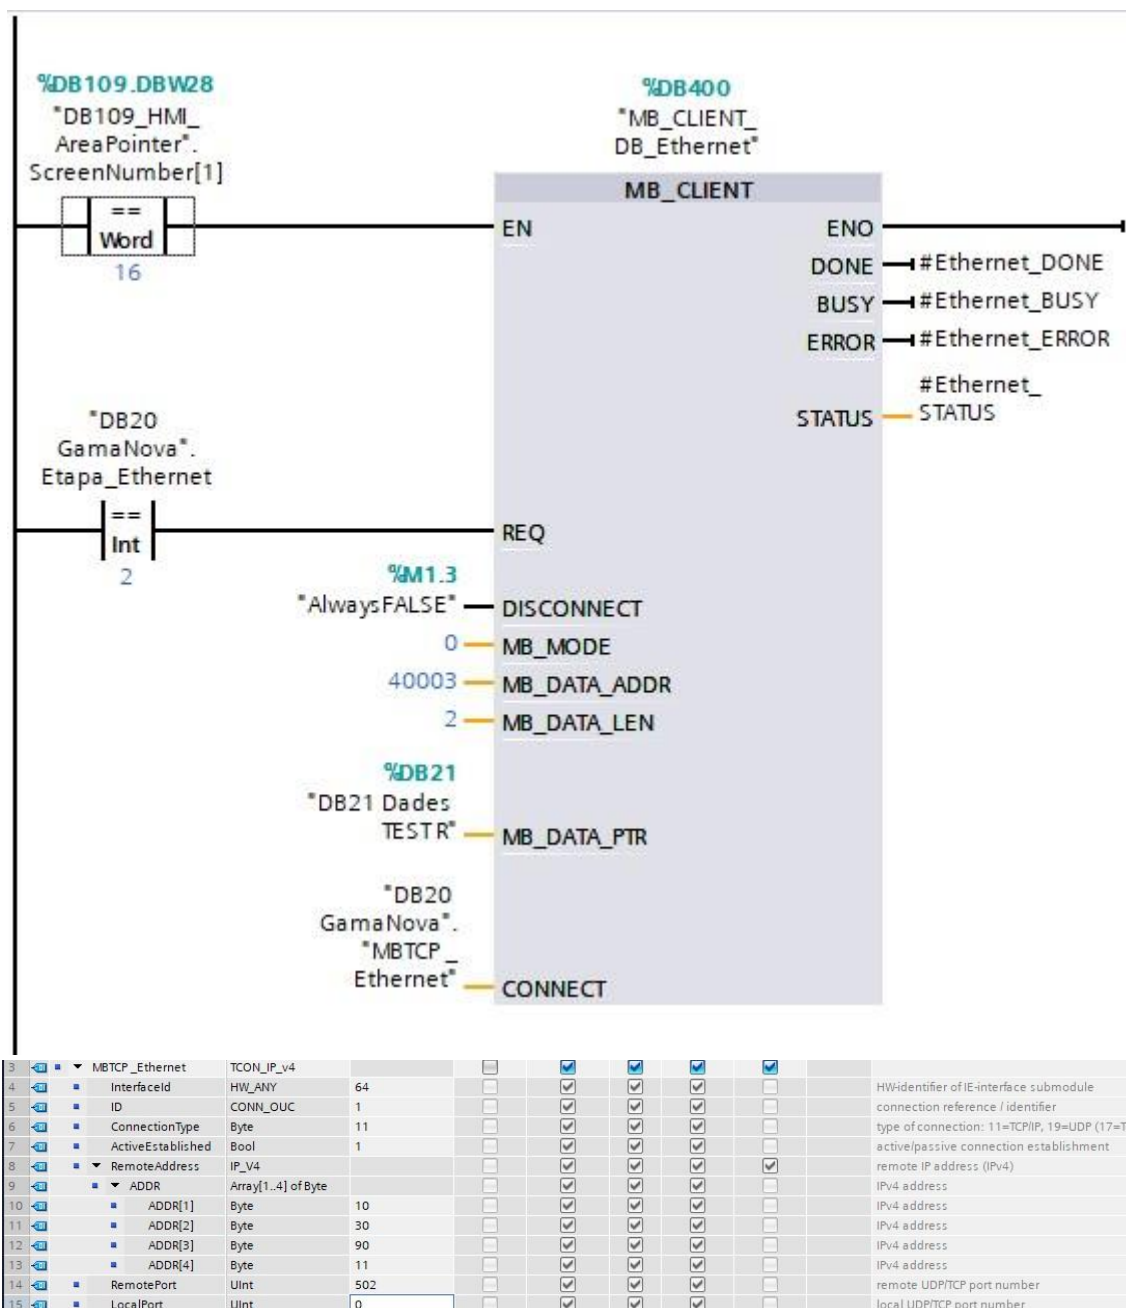 %DB109.DBW28
"DB109_HMI_
AreaPointer".
ScreenNumber[1]
==
Word
16
%DB400
"MB_CLIENT_
DB_Ethernet"
MB_CLIENT
EN
ENO
DONE
#Ethernet_DONE
BUSY
#Ethernet_BUSY
ERROR
#Ethernet_ERROR
#Ethernet_
STATUS
STATUS
"DB20
GamaNova".
Etapa_Ethernet
==
Int
2
REQ
%M1.3
"AlwaysFALSE"
DISCONNECT
0
MB_MODE
40003
MB_DATA_ADDR
2
MB_DATA_LEN
%DB21
"DB21 Dades
TESTR"
MB_DATA_PTR
"DB20
GamaNova".
"MBTCP_
Ethernet"
CONNECT
3 MBTCP_Ethernet TCON_IP_v4
4 InterfaceId HW_ANY 64 HW-identifier of IE-interface submodule
5 ID CONN_OUC 1 connection reference / identifier
6 ConnectionType Byte 11 type of connection: 11=TCP/IP, 19=UDP (17=T
7 ActiveEstablished Bool 1 active/passive connection establishment
8 RemoteAddress IP_V4 remote IP address (IPv4)
9 ADDR Array[1..4] of Byte IPv4 address
10 ADDR[1] Byte 10 IPv4 address
11 ADDR[2] Byte 30 IPv4 address
12 ADDR[3] Byte 90 IPv4 address
13 ADDR[4] Byte 11 IPv4 address
14 RemotePort UInt 502 remote UDP/TCP port number
15 LocalPort UInt 0 local UDP/TCP port number